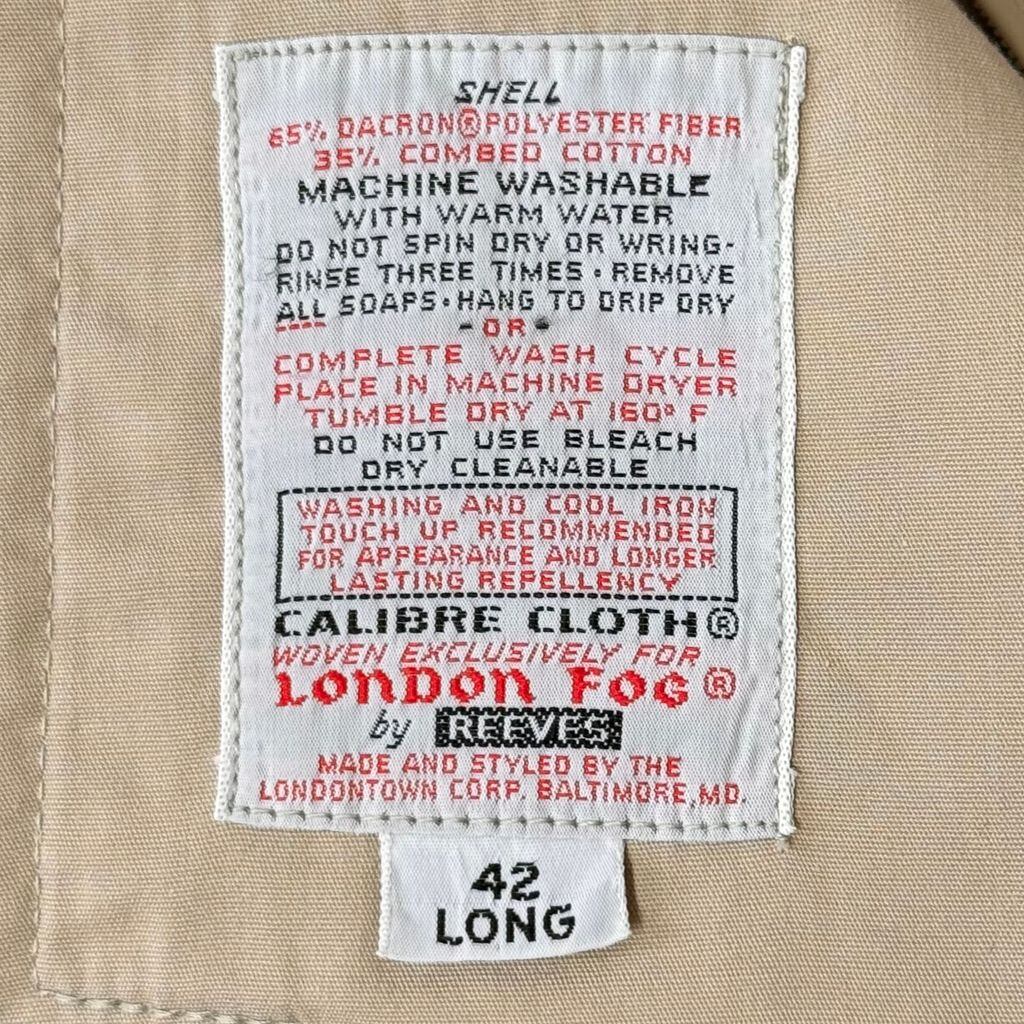 SHELL
65% DACRON® POLYESTER FIBER
35% COMBED COTTON
MACHINE WASHABLE
WITH WARM WATER
DO NOT SPIN DRY OR WRING-
RINSE THREE TIMES · REMOVE
ALL SOAPS · HANG TO DRIP DRY
- OR -
COMPLETE WASH CYCLE
PLACE IN MACHINE DRYER
TUMBLE DRY AT 160° F
DO NOT USE BLEACH
DRY CLEANABLE
WASHING AND COOL IRON
TOUCH UP RECOMMENDED
FOR APPEARANCE AND LONGER
LASTING REPELLENCY
CALIBRE CLOTH®
WOVEN EXCLUSIVELY FOR
LONDON FOG®
by REEVES
MADE AND STYLED BY THE
LONDONTOWN CORP. BALTIMORE, MD.
42
LONG